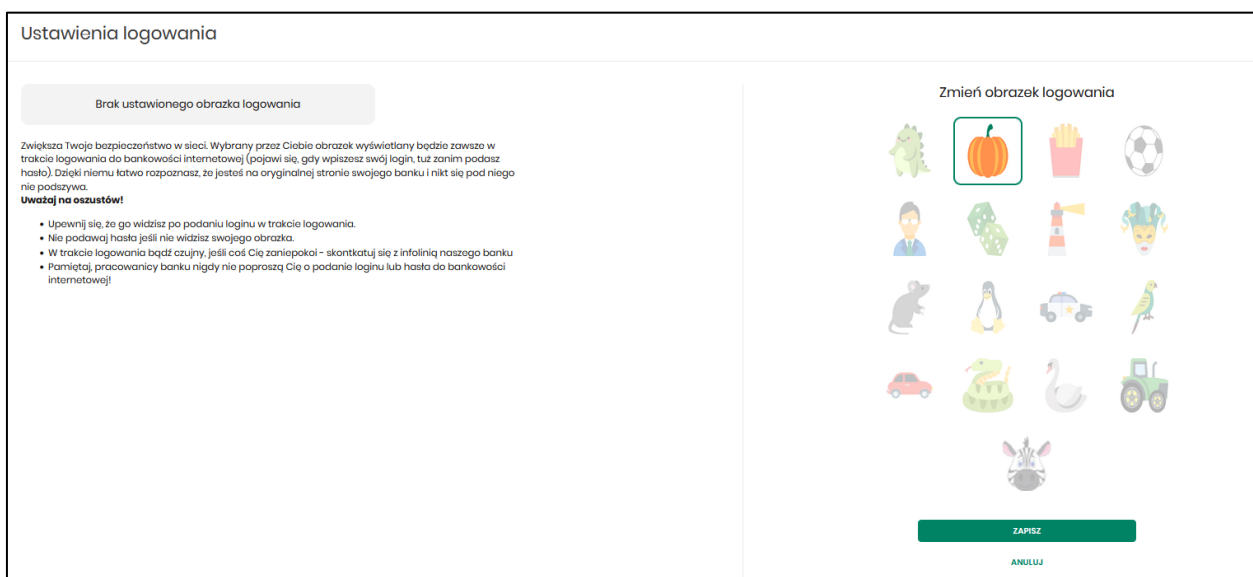 Ustawienia logowania
Brak ustawionego obrazka logowania
Zwiększa Twoje bezpieczeństwo w sieci. Wybrany przez Ciebie obrazek wyświetlany będzie zawsze w
trakcie logowania do bankowości internetowej (pojawi się, gdy wpiszesz swój login, tuż zanim podasz
hasło). Dzięki niemu łatwo rozpoznasz, że jesteś na oryginalnej stronie swojego banku i nikt się pod niego
nie podszywa.
Uważaj na oszustów!
• Upewnij się, że go widzisz po podaniu loginu w trakcie logowania.
• Nie podawaj hasła jeśli nie widzisz swojego obrazka.
• W trakcie logowania bądź czujny, jeśli coś Cię zaniepokoi - skontkatuj się z infolinią naszego banku
• Pamiętaj, pracowanicy banku nigdy nie poproszą Cię o podanie loginu lub hasła do bankowości
internetowej!
Zmień obrazek logowania
ZAPISZ
ANULUJ